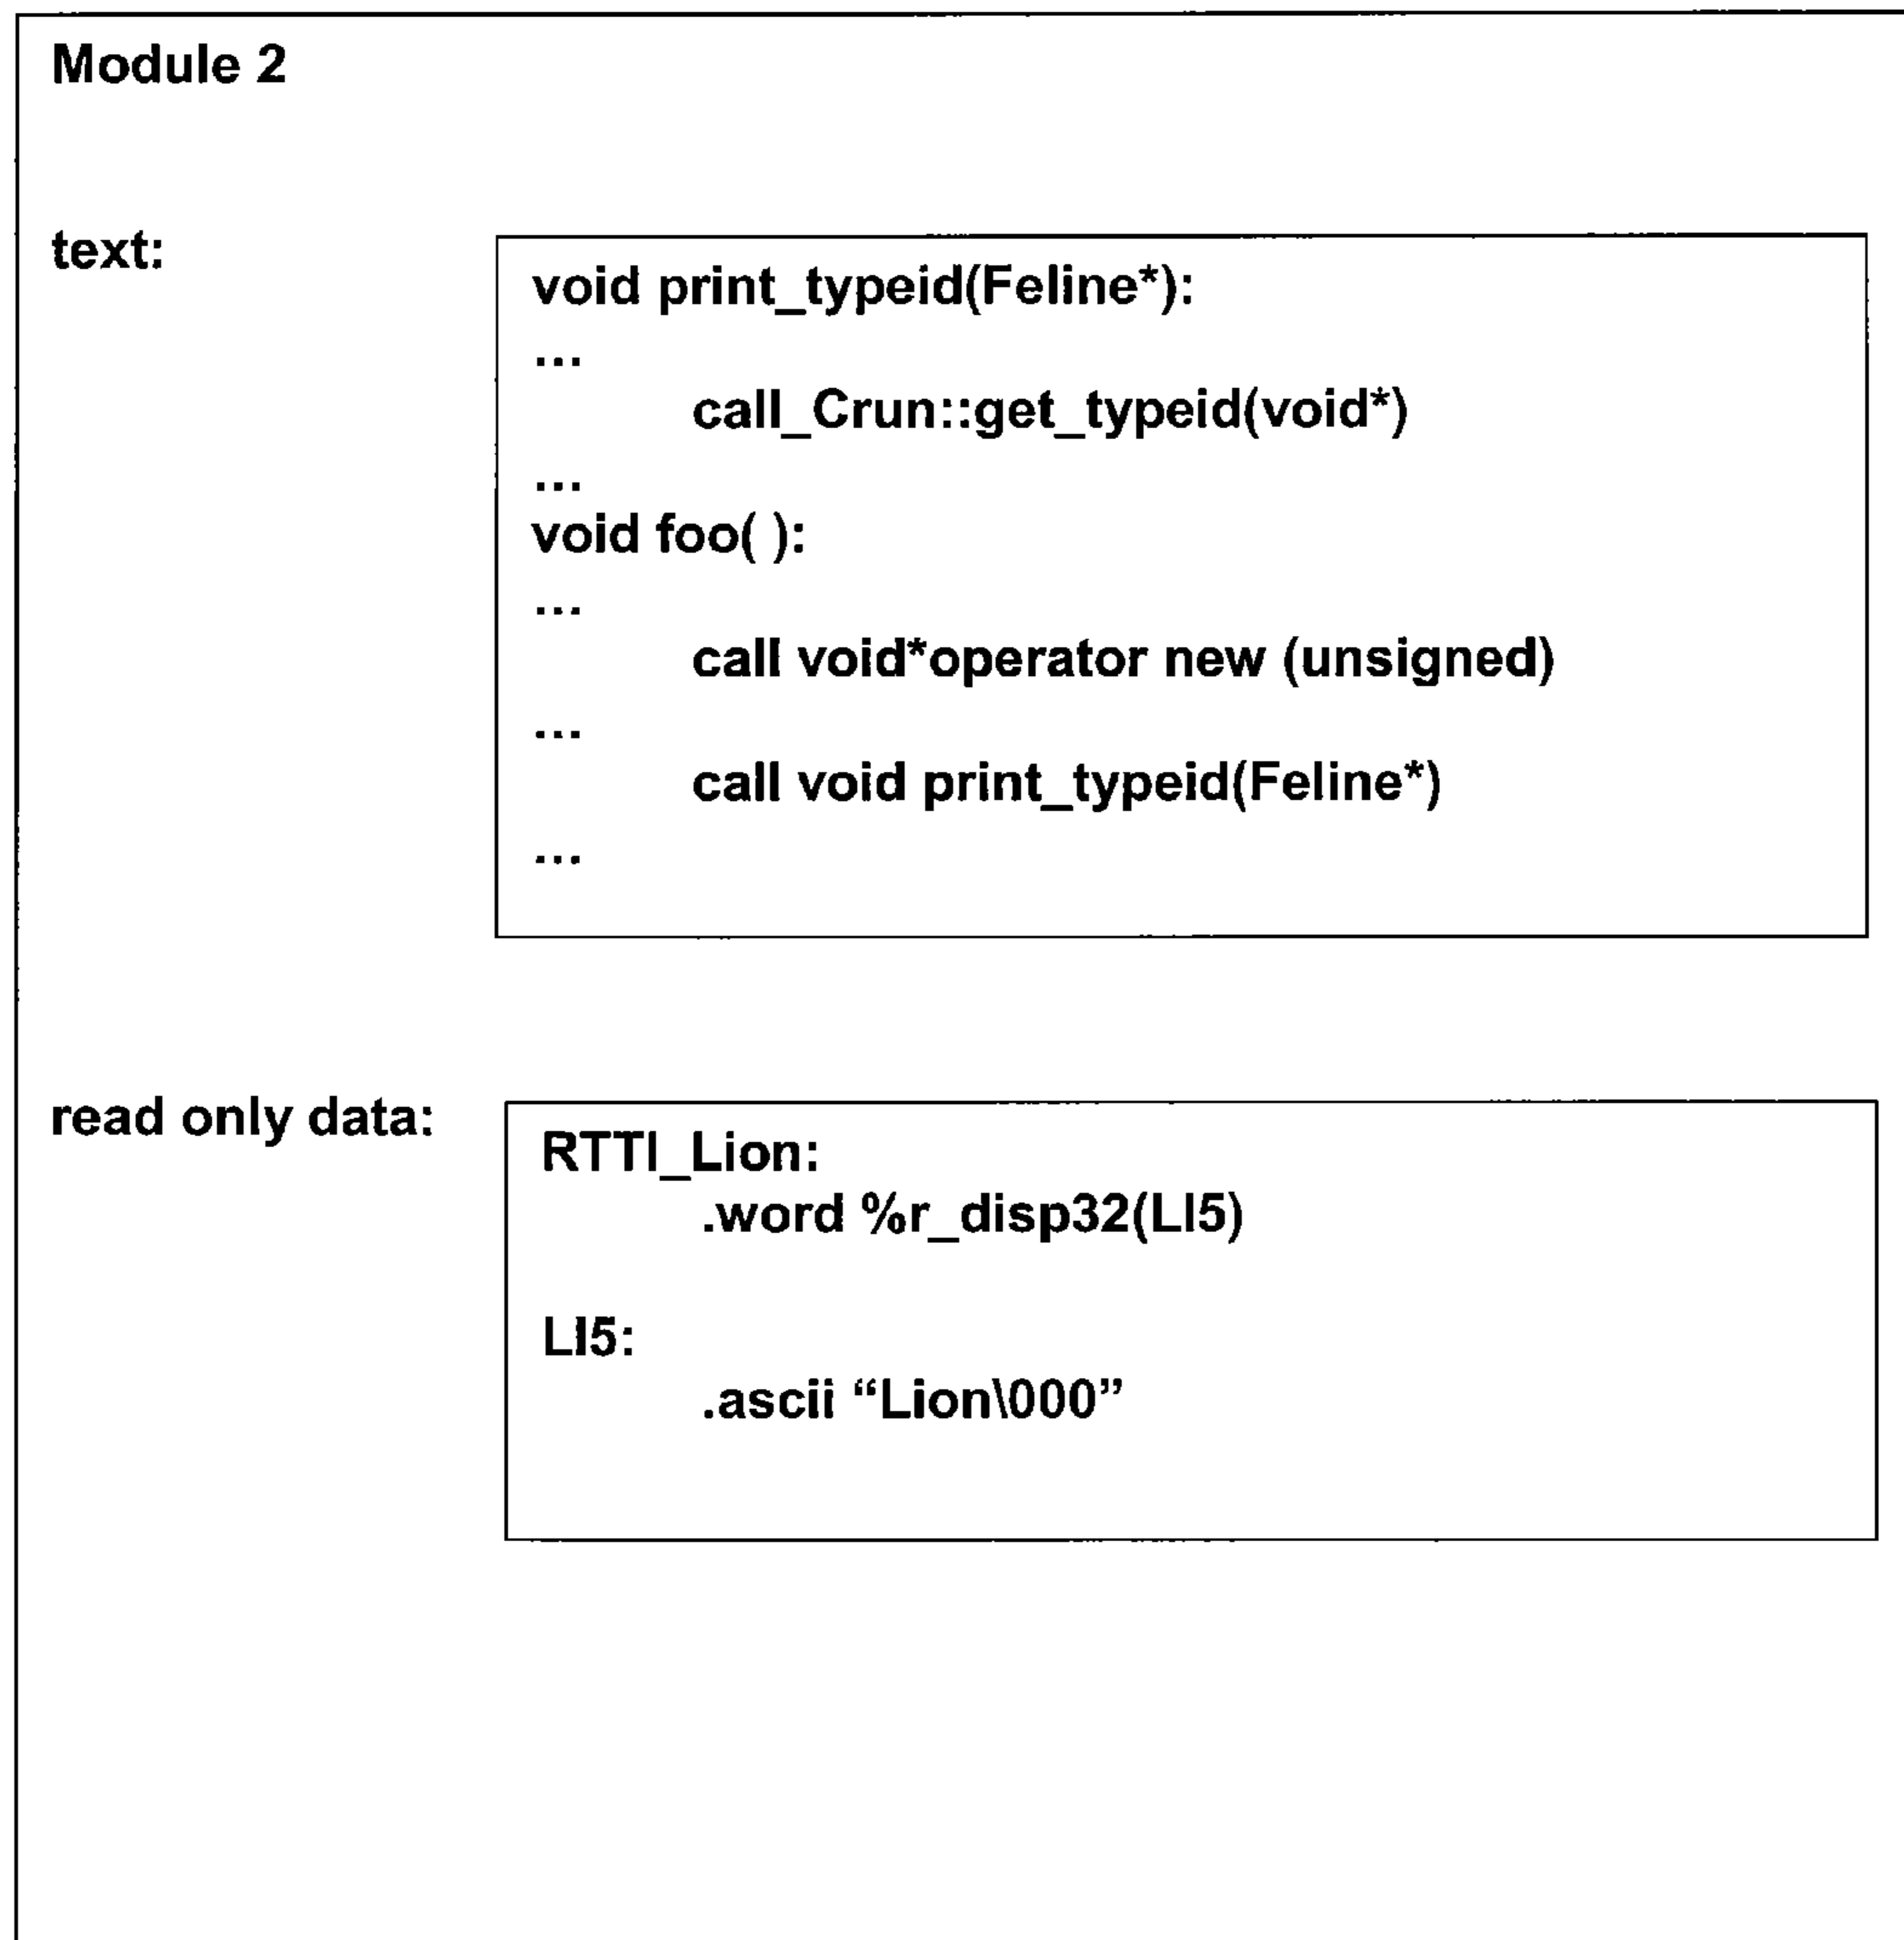 Module 2
text:
void print_typeid(Feline*):
...
call_Crun::get_typeid(void*)
...
void foo( ):
...
call void*operator new (unsigned)
...
call void print_typeid(Feline*)
...
read only data:
RTTI_Lion:
.word %r_disp32(LI5)
LI5:
.ascii “Lion\000”